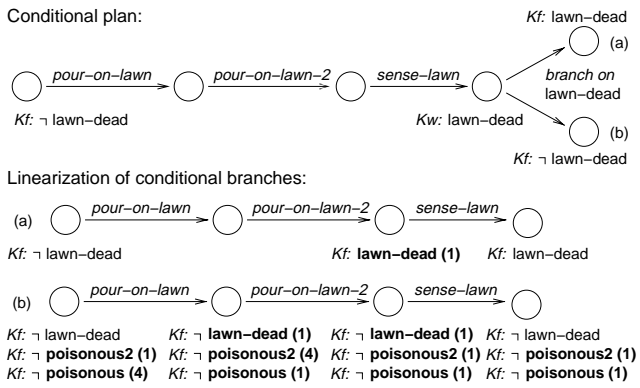 Conditional plan:
Kf: lawn–dead
(a)
pour–on–lawn pour–on–lawn–2 sense–lawn
branch on
lawn–dead
Kf: ¬ lawn–dead Kw: lawn–dead
(b)
Kf: ¬ lawn–dead
Linearization of conditional branches:
pour–on–lawn pour–on–lawn–2 sense–lawn
(a)
Kf: ¬ lawn–dead Kf: lawn–dead (1) Kf: lawn–dead
pour–on–lawn pour–on–lawn–2 sense–lawn
(b)
Kf: ¬ lawn–dead Kf: ¬ lawn–dead (1) Kf: ¬ lawn–dead (1) Kf: ¬ lawn–dead
Kf: ¬ poisonous2 (1) Kf: ¬ poisonous2 (4) Kf: ¬ poisonous2 (1) Kf: ¬ poisonous2 (1)
Kf: ¬ poisonous (4) Kf: ¬ poisonous (1) Kf: ¬ poisonous (1) Kf: ¬ poisonous (1)